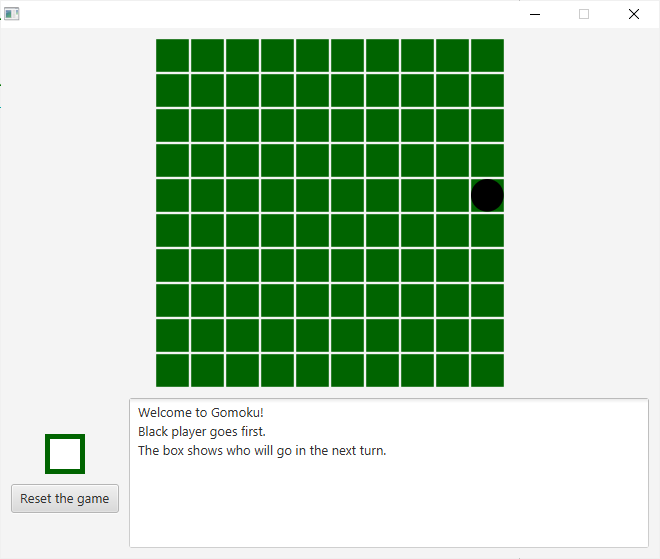 Welcome to Gomoku!
Black player goes first.
The box shows who will go in the next turn.
Reset the game